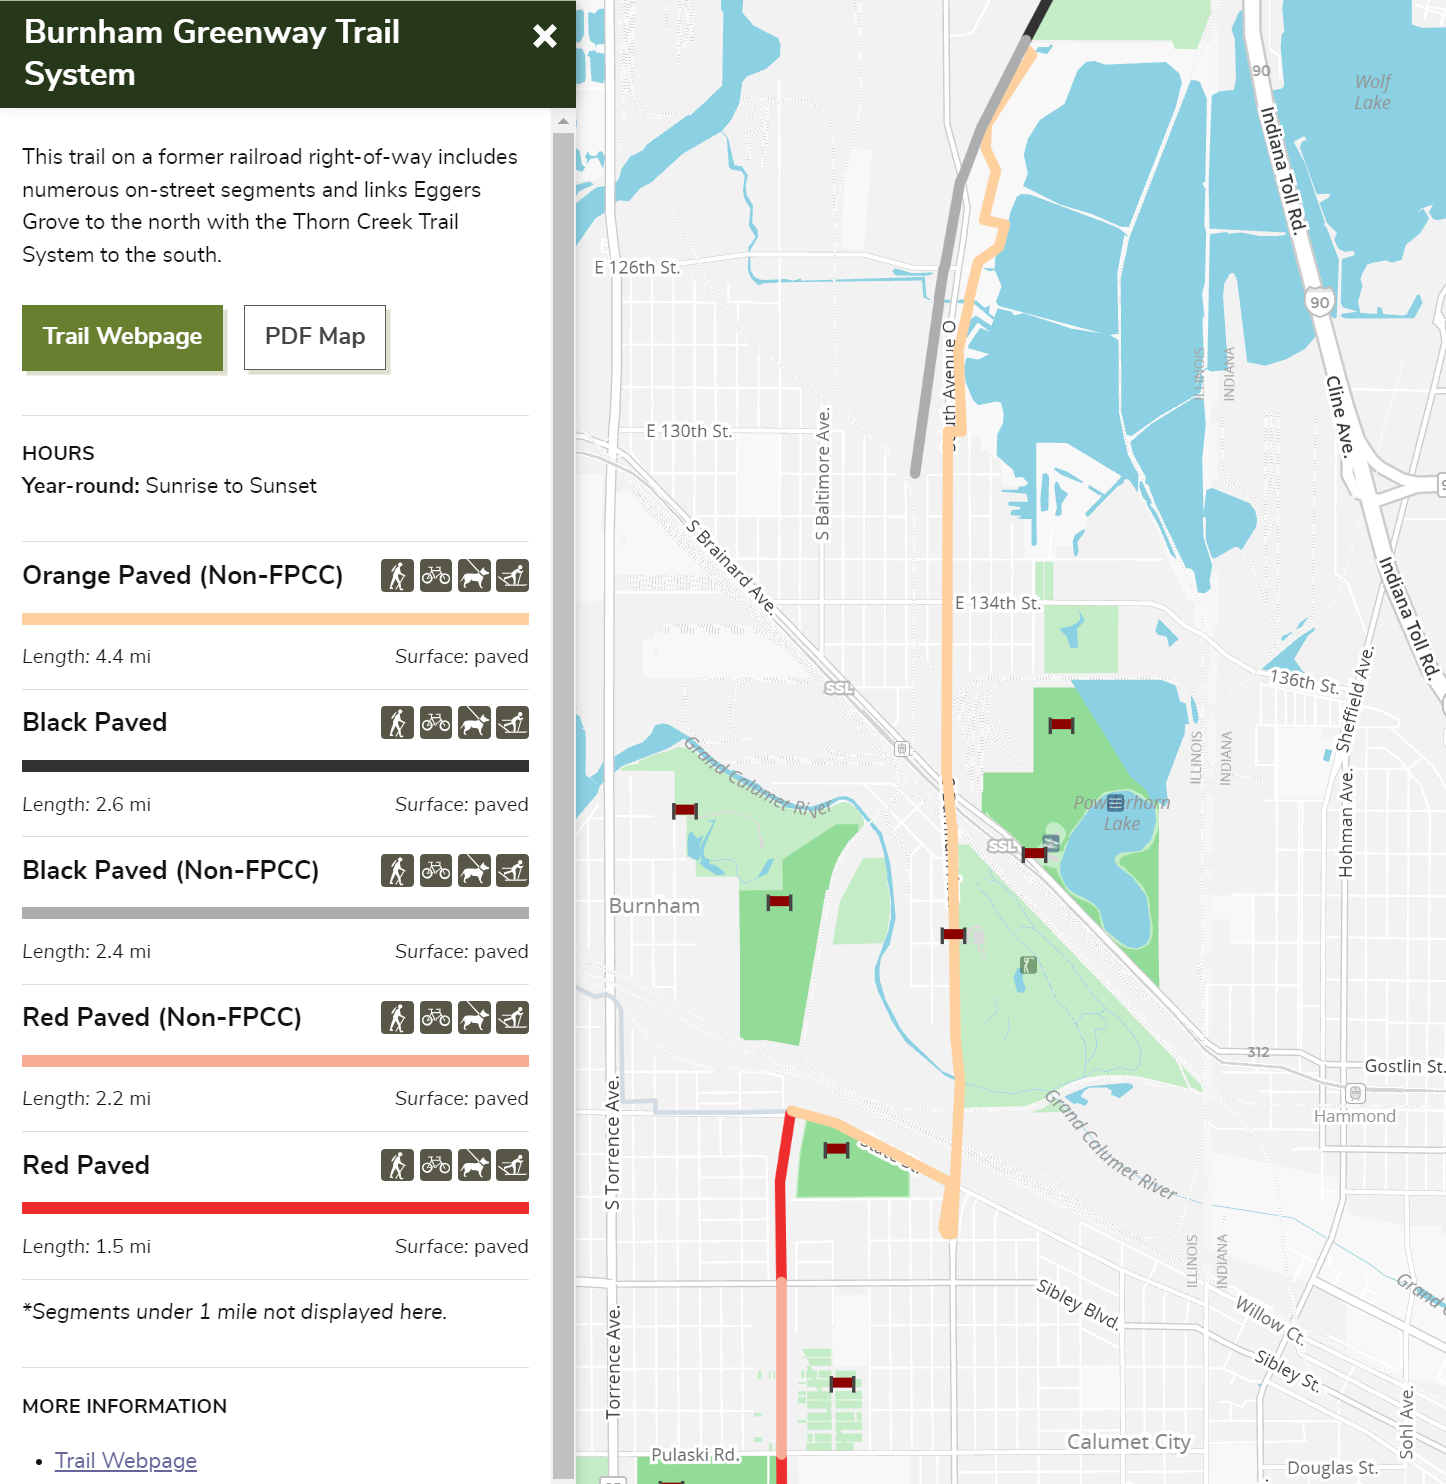 Burnham Greenway Trail
System
This trail on a former railroad right-of-way includes
numerous on-street segments and links Eggers
Grove to the north with the Thorn Creek Trail
System to the south.
Trail Webpage
PDF Map
HOURS
Year-round: Sunrise to Sunset
Orange Paved (Non-FPCC)
Length: 4.4 mi
Surface: paved
Black Paved
Length: 2.6 mi
Surface: paved
Black Paved (Non-FPCC)
Length: 2.4 mi
Surface: paved
Red Paved (Non-FPCC)
Length: 2.2 mi
Surface: paved
Red Paved
Length: 1.5 mi
Surface: paved
*Segments under 1 mile not displayed here.
MORE INFORMATION
Trail Webpage
90
Wolf
Lake
Indiana Toll Rd.
E 126th St.
90
ILLINOIS
INDIANA
Cline Ave.
E 130th St.
S Baltimore Ave.
S Brainard Ave.
E 134th St.
Indiana Toll Rd.
136th St.
SSL
Sheffield Ave.
Grand Calumet River
ILLINOIS
INDIANA
Lake
Hohman Ave.
SSL
Burnham
312
Gostlin St.
Hammond
S Torrence Ave.
Grand Calumet River
State St.
ILLINOIS
INDIANA
Grand
Sibley Blvd.
Willow Ct.
Sibley St.
Torrence Ave.
Sohl Ave.
Calumet City
Pulaski Rd.
Douglas St.